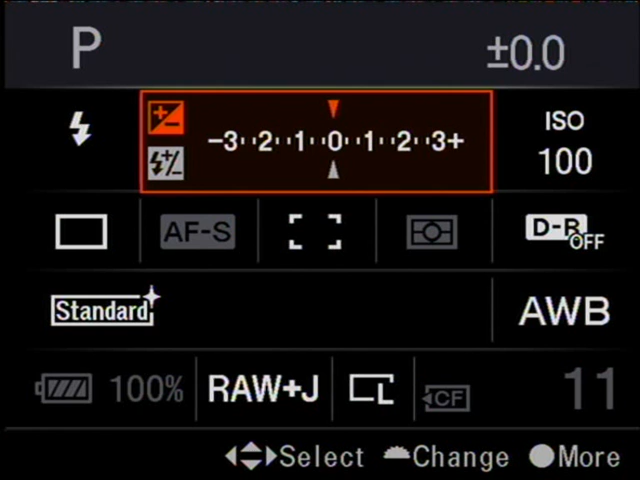 P ±0.0
ISO
-3··2··1··0··1··2··3+
100
AF-S D-R OFF
Standard AWB
100% RAW+J L CF 11
Select Change More